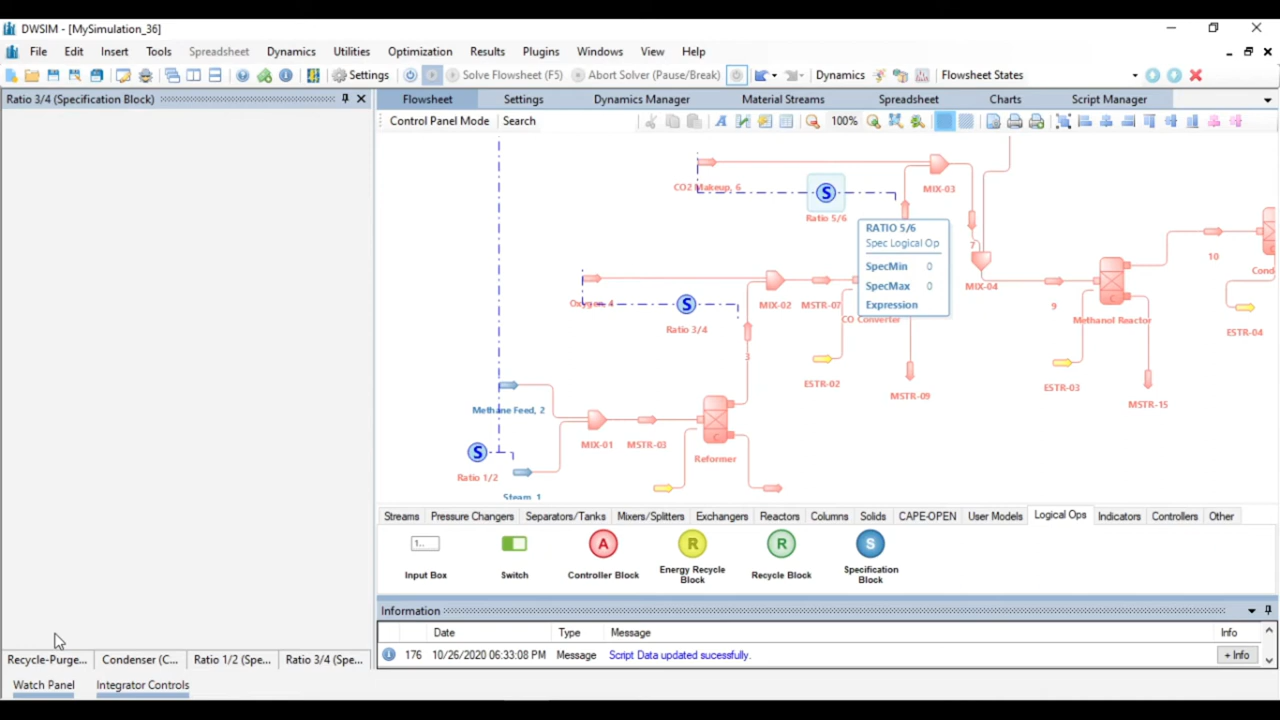 DWSIM - [MySimulation_36]
File Edit Insert Tools Spreadsheet Dynamics Utilities Optimization Results Plugins Windows View Help
Settings Solve Flowsheet (F5) Abort Solver (Pause/Break) Dynamics Flowsheet States
Ratio 3/4 (Specification Block)
Flowsheet Settings Dynamics Manager Material Streams Spreadsheet Charts Script Manager
Control Panel Mode Search 100%
CO2 Makeup, 6
MIX-03
Ratio 5/6
RATIO 5/6
Spec Logical Op
SpecMin 0
SpecMax 0
Expression
7
10
MIX-04
9
Methanol Reactor
Oxygen, 4
Ratio 3/4
MIX-02
MSTR-07
CO Converter
ESTR-04
3
ESTR-02
MSTR-09
ESTR-03
MSTR-15
Methane Feed, 2
MIX-01
MSTR-03
Reformer
Ratio 1/2
Steam, 1
Streams Pressure Changers Separators/Tanks Mixers/Splitters Exchangers Reactors Columns Solids CAPE-OPEN User Models Logical Ops Indicators Controllers Other
1..
A
R
R
S
Input Box
Switch
Controller Block
Energy Recycle Block
Recycle Block
Specification Block
Information
Date Type Message Info
176 10/26/2020 06:33:08 PM Message Script Data updated sucessfully. + Info
Recycle-Purge... Condenser (C... Ratio 1/2 (Spe... Ratio 3/4 (Spe...
Watch Panel Integrator Controls